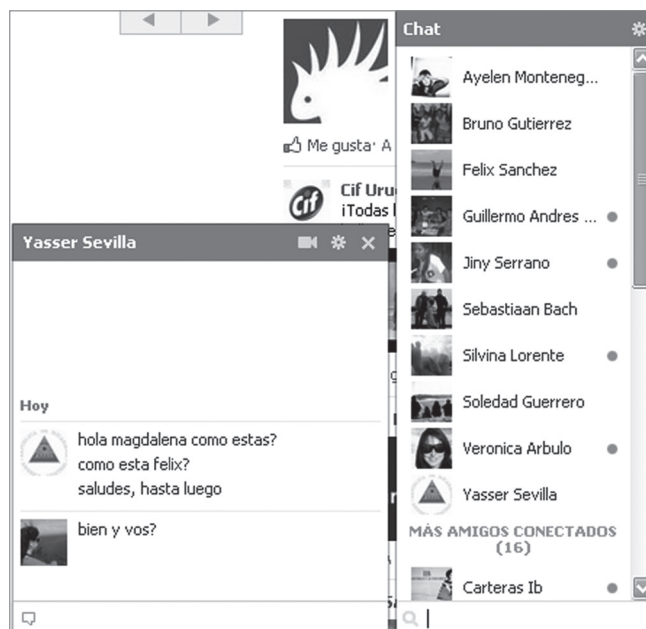 Chat
Ayelen Monteneg...
Bruno Gutierrez
Felix Sanchez
Guillermo Andres ...
Jiny Serrano
Sebastiaan Bach
Silvina Lorente
Soledad Guerrero
Veronica Arbulo
Yasser Sevilla
MÁS AMIGOS CONECTADOS
(16)
Carteras Ib
Me gusta· A
Cif
Cif Uru
¡Todas l
Yasser Sevilla
Hoy
hola magdalena como estas?
como esta felix?
saludes, hasta luego
bien y vos?